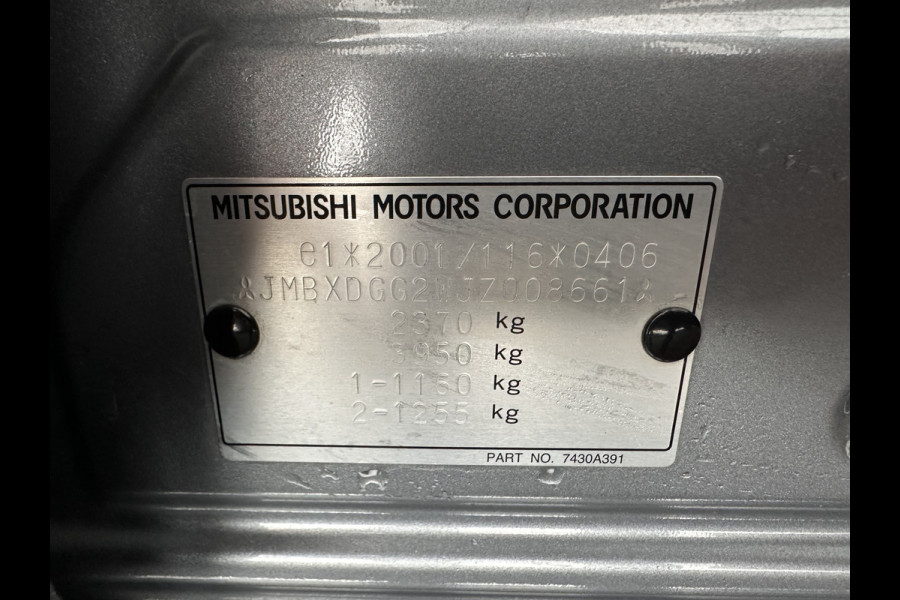 MITSUBISHI MOTORS CORPORATION
e1*2001/116*0406
&JMBXDGG2WJZ008661&
2370 kg
3850 kg
1-1150 kg
2-1255 kg
PART NO. 7430A391